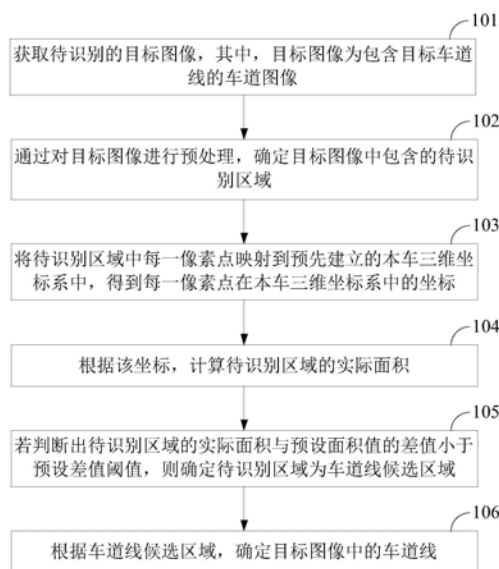 101
获取待识别的目标图像，其中，目标图像为包含目标车道
线的车道图像
102
通过对目标图像进行预处理，确定目标图像中包含的待识
别区域
103
将待识别区域中每一像素点映射到预先建立的本车三维坐
标系中，得到每一像素点在本车三维坐标系中的坐标
104
根据该坐标，计算待识别区域的实际面积
105
若判断出待识别区域的实际面积与预设面积值的差值小于
预设差值阈值，则确定待识别区域为车道线候选区域
106
根据车道线候选区域，确定目标图像中的车道线